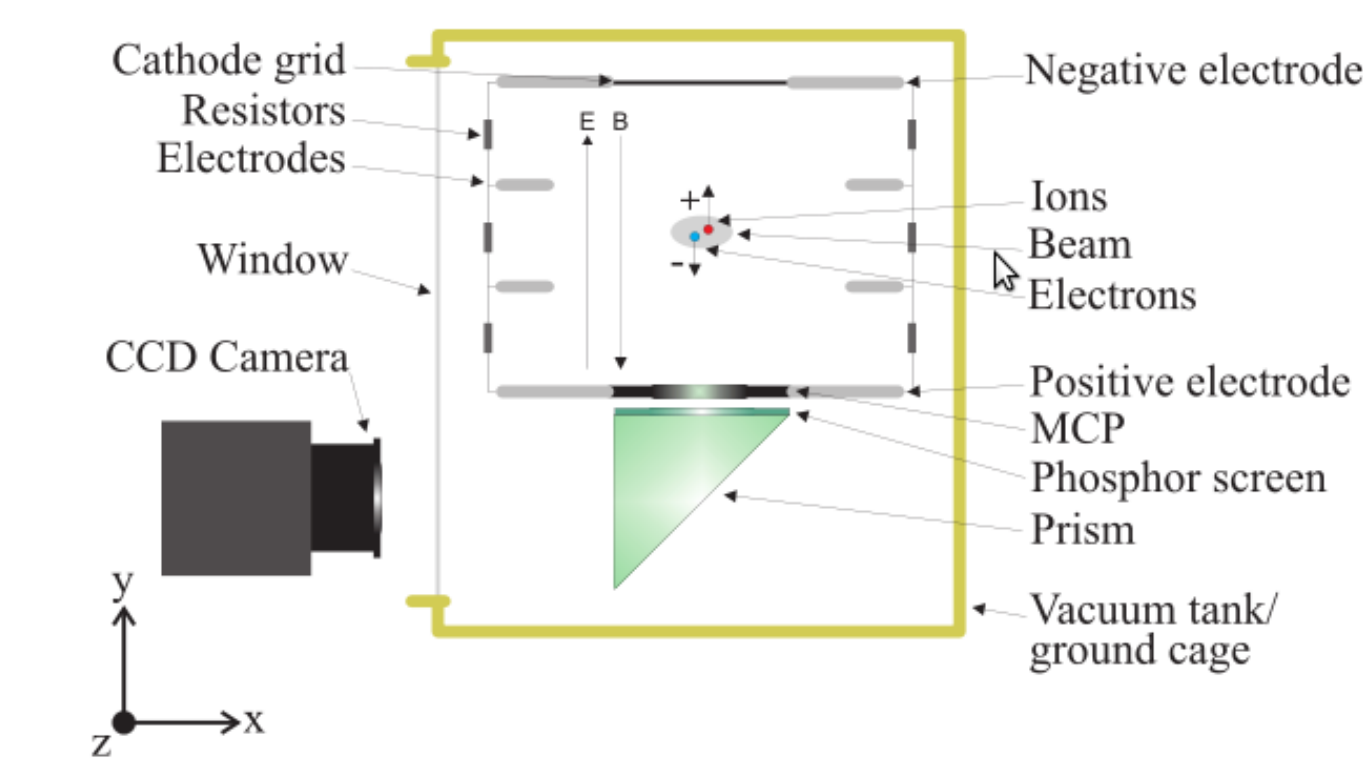 Cathode grid
Resistors
Electrodes
Window
CCD Camera
E B
+
-
Negative electrode
Ions
Beam
Electrons
Positive electrode
MCP
Phosphor screen
Prism
Vacuum tank/
ground cage
y
x
z